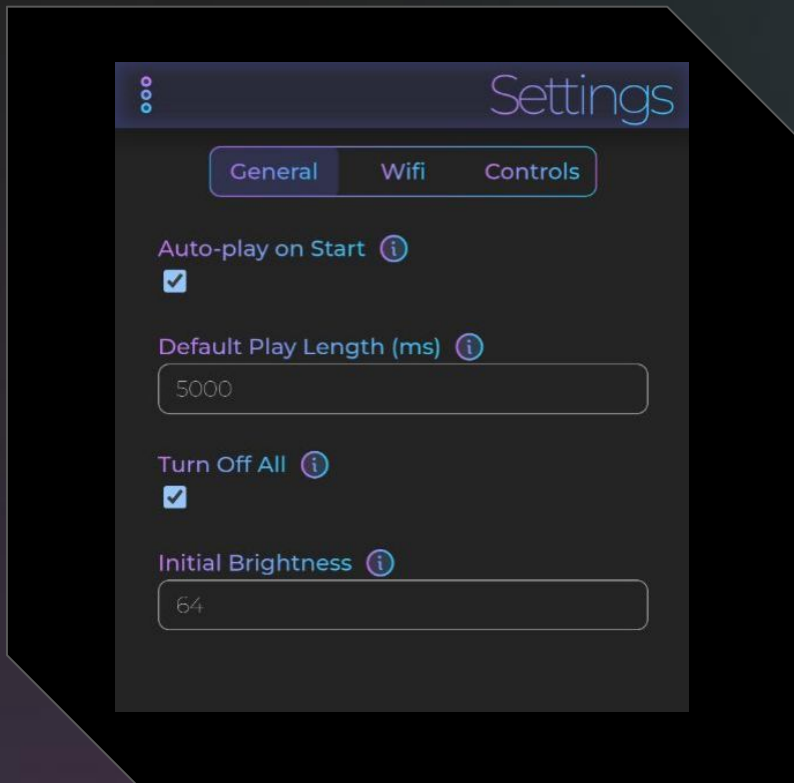 Settings
General Wifi Controls
Auto-play on Start
Default Play Length (ms)
5000
Turn Off All
Initial Brightness
64